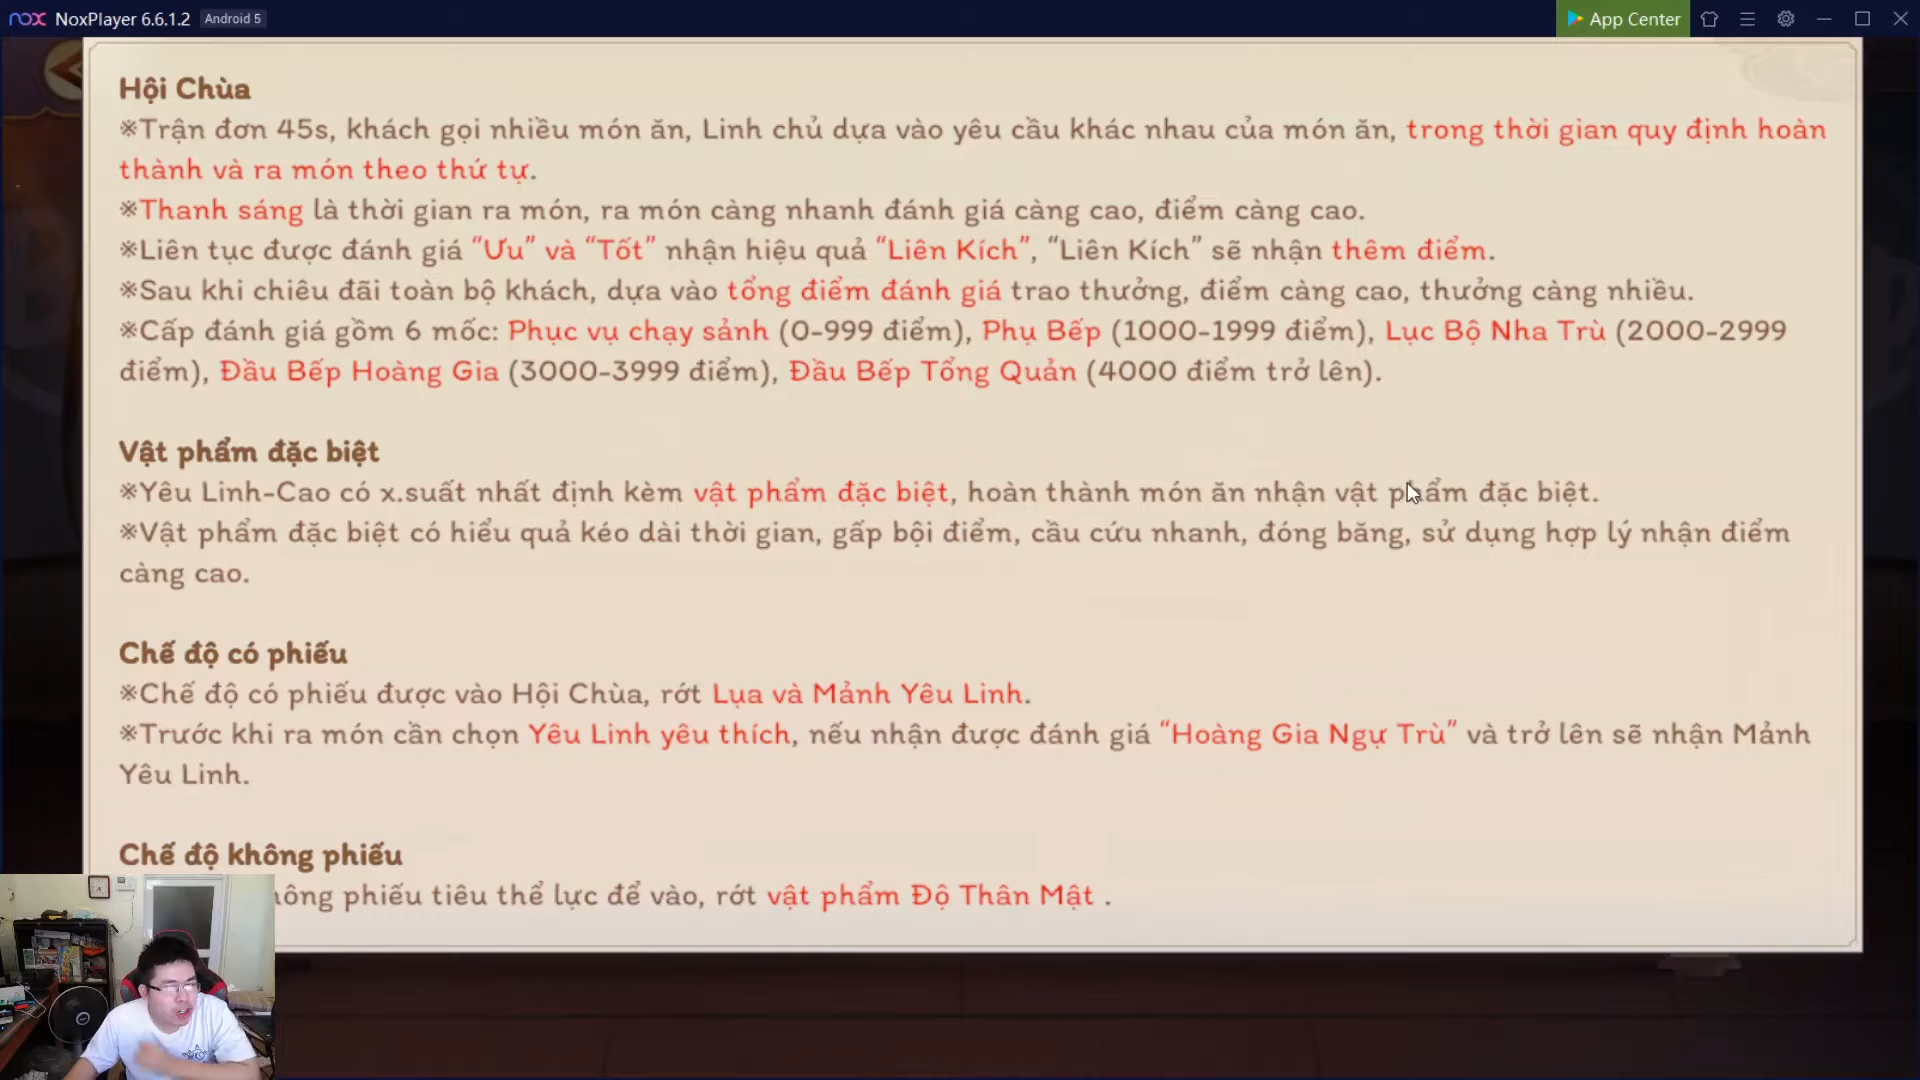 NOX NoxPlayer 6.6.1.2 Android 5 App Center
Hội Chùa
※Trận đơn 45s, khách gọi nhiều món ăn, Linh chủ dựa vào yêu cầu khác nhau của món ăn, trong thời gian quy định hoàn
thành và ra món theo thứ tự.
※Thanh sáng là thời gian ra món, ra món càng nhanh đánh giá càng cao, điểm càng cao.
※Liên tục được đánh giá “Ưu” và “Tốt” nhận hiệu quả “Liên Kích”, “Liên Kích” sẽ nhận thêm điểm.
※Sau khi chiêu đãi toàn bộ khách, dựa vào tổng điểm đánh giá trao thưởng, điểm càng cao, thưởng càng nhiều.
※Cấp đánh giá gồm 6 mốc: Phục vụ chạy sảnh (0-999 điểm), Phụ Bếp (1000-1999 điểm), Lục Bộ Nha Trù (2000-2999
điểm), Đầu Bếp Hoàng Gia (3000-3999 điểm), Đầu Bếp Tổng Quản (4000 điểm trở lên).
Vật phẩm đặc biệt
※Yêu Linh-Cao có x.suất nhất định kèm vật phẩm đặc biệt, hoàn thành món ăn nhận vật phẩm đặc biệt.
※Vật phẩm đặc biệt có hiểu quả kéo dài thời gian, gấp bội điểm, cầu cứu nhanh, đóng băng, sử dụng hợp lý nhận điểm
càng cao.
Chế độ có phiếu
※Chế độ có phiếu được vào Hội Chùa, rớt Lụa và Mảnh Yêu Linh.
※Trước khi ra món cần chọn Yêu Linh yêu thích, nếu nhận được đánh giá “Hoàng Gia Ngự Trù” và trở lên sẽ nhận Mảnh
Yêu Linh.
Chế độ không phiếu
phiếu tiêu thể lực để vào, rớt vật phẩm Độ Thân Mật .